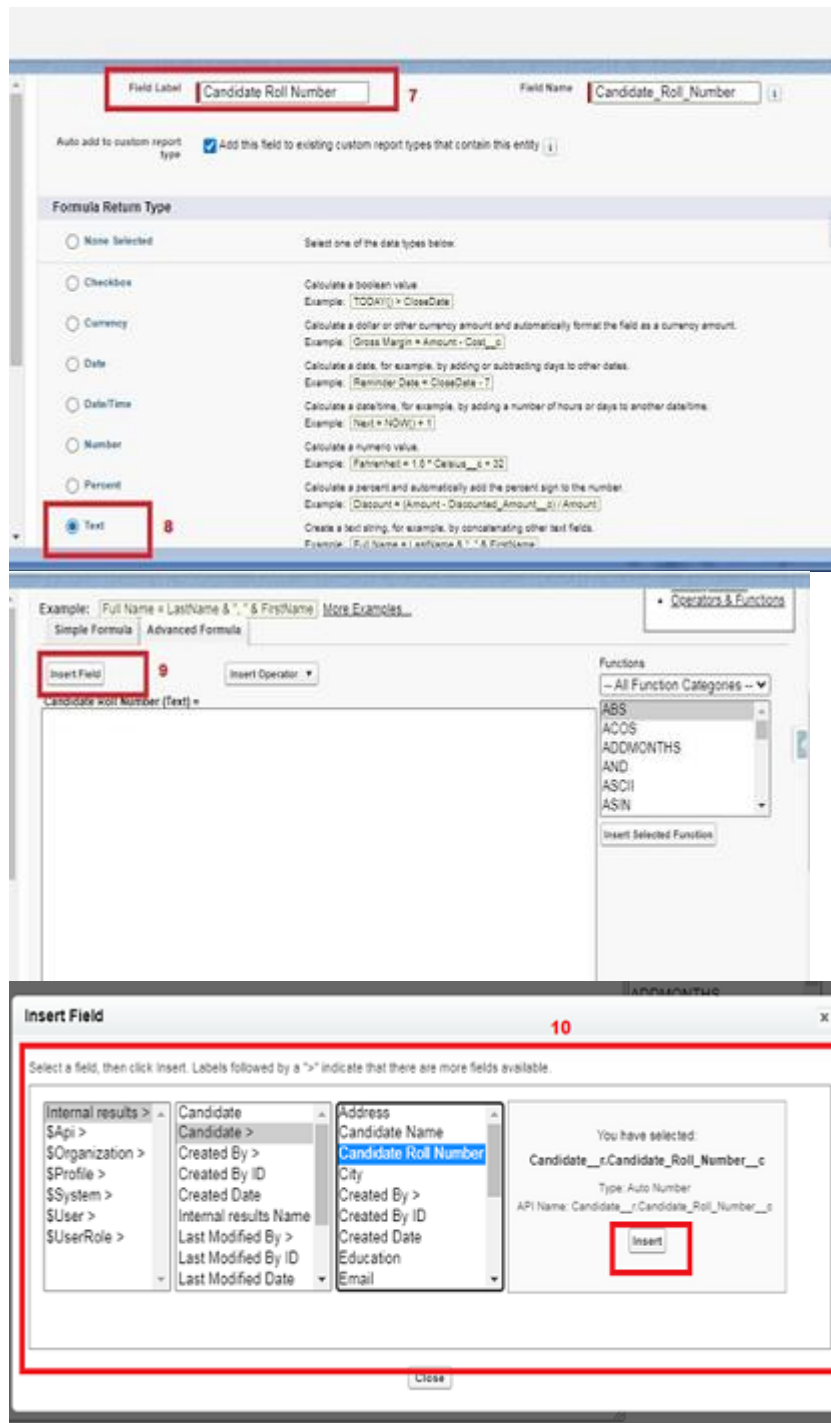 Field Label Candidate Roll Number 7 Field Name Candidate_Roll_Number i
Auto add to custom report type Add this field to existing custom report types that contain this entity i
Formula Return Type
None Selected Select one of the data types below.
Checkbox Calculate a boolean value
Example: TODAY() > CloseDate
Currency Calculate a dollar or other currency amount and automatically format the field as a currency amount.
Example: Gross Margin = Amount - Cost__c
Date Calculate a date, for example, by adding or subtracting days to other dates.
Example: Reminder Date = CloseDate - 7
Date/Time Calculate a date/time, for example, by adding a number of hours or days to another date/time.
Example: Next = NOW() + 1
Number Calculate a numeric value.
Example: Fahrenheit = 1.8 * Celsius__c + 32
Percent Calculate a percent and automatically add the percent sign to the number.
Example: Discount = (Amount - Discounted_Amount__c) / Amount
Text 8 Create a text string, for example, by concatenating other text fields.
Example: Full Name = LastName & ", " & FirstName
Example: Full Name = LastName & ", " & FirstName More Examples...
Operators & Functions
Simple Formula Advanced Formula
Insert Field 9 Insert Operator
Functions
-- All Function Categories --
Candidate Roll Number (Text) =
ABS
ACOS
ADDMONTHS
AND
ASCII
ASIN
Insert Selected Function
ADDMONTHS
Insert Field x
10
Select a field, then click Insert. Labels followed by a ">" indicate that there are more fields available.
Internal results >
$Api >
$Organization >
$Profile >
$System >
$User >
$UserRole >
Candidate
Candidate >
Created By >
Created By ID
Created Date
Internal results Name
Last Modified By >
Last Modified By ID
Last Modified Date
Address
Candidate Name
Candidate Roll Number
City
Created By >
Created By ID
Created Date
Education
Email
You have selected:
Candidate__r.Candidate_Roll_Number__c
Type: Auto Number
API Name: Candidate__r.Candidate_Roll_Number__c
Insert
Close